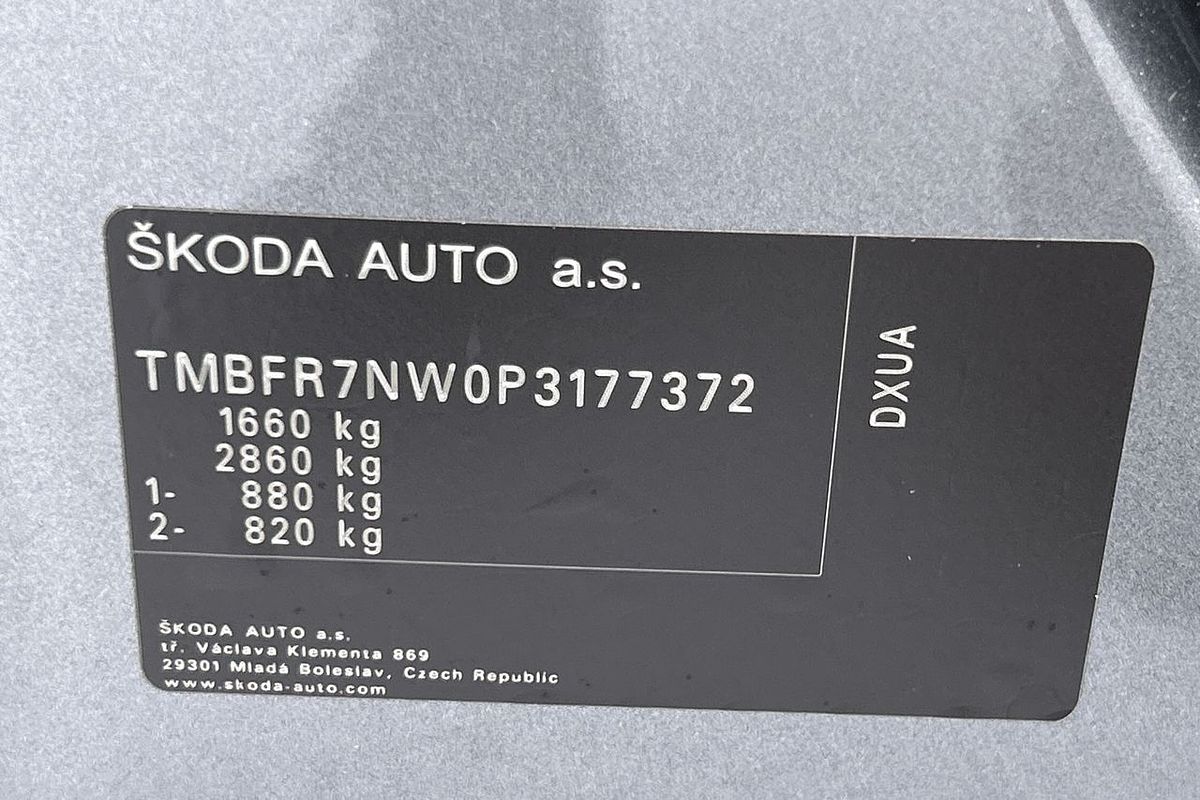 ŠKODA AUTO a.s.
TMBFR7NW0P3177372
1660 kg
2860 kg
1- 880 kg
2- 820 kg
DXUA
ŠKODA AUTO a.s.
tř. Václava Klementa 869
29301 Mladá Boleslav, Czech Republic
www.skoda-auto.com